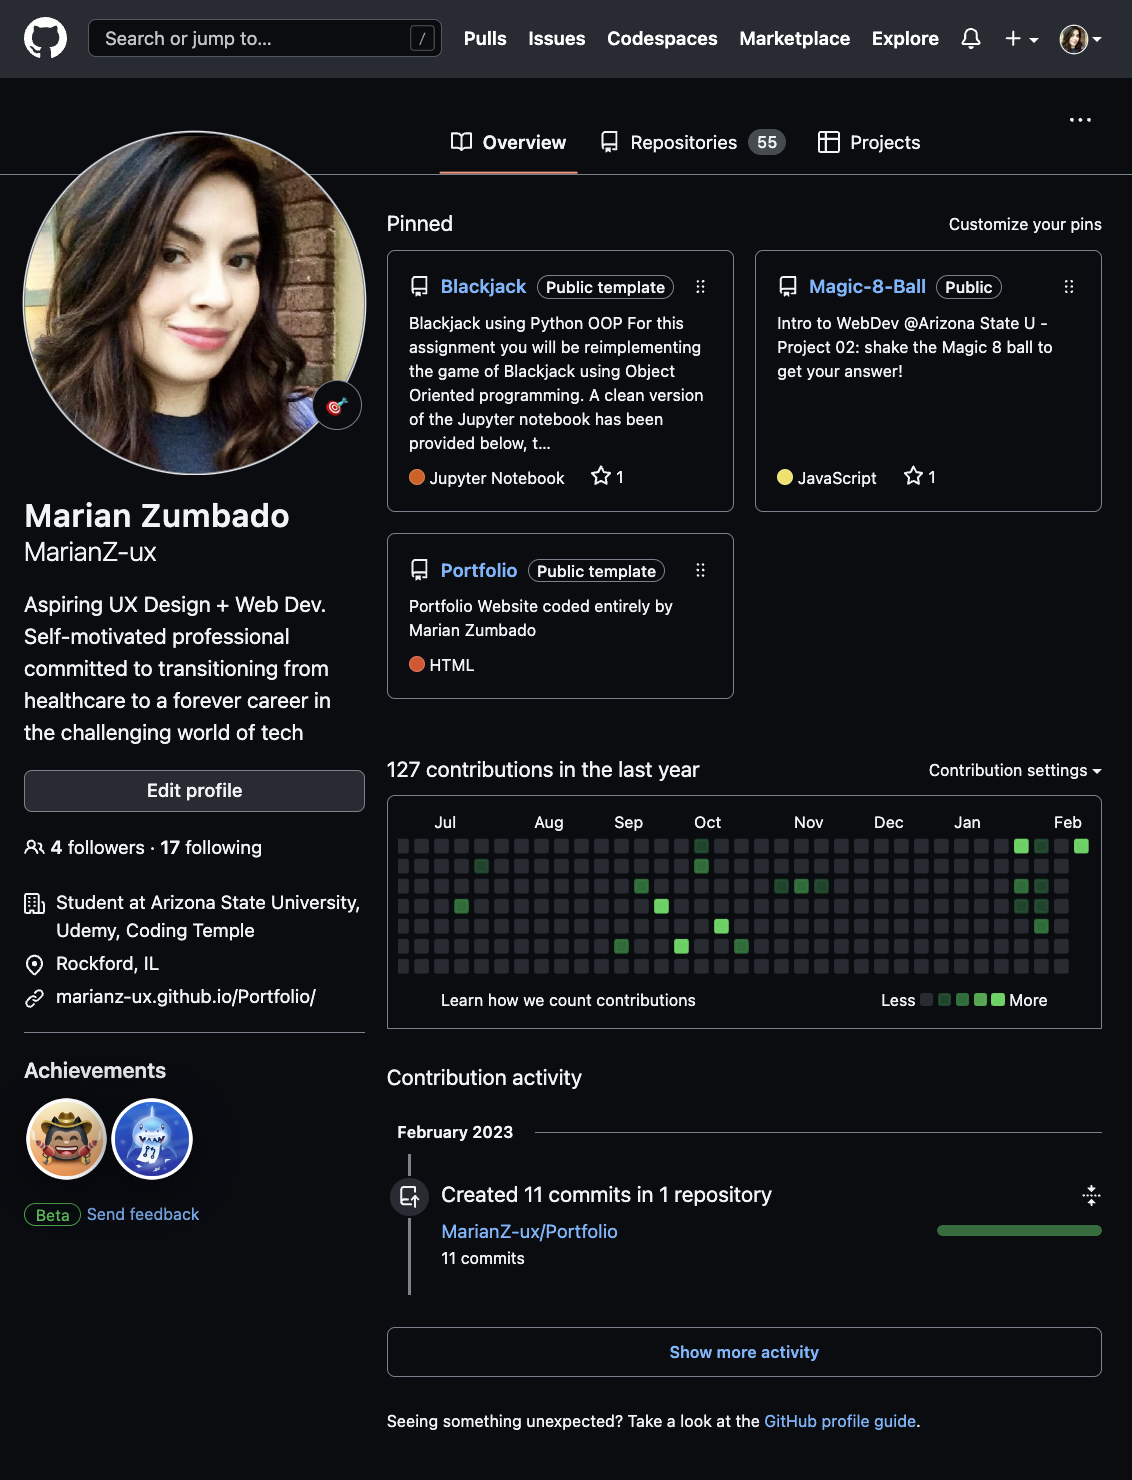 Search or jump to...
/
Pulls
Issues
Codespaces
Marketplace
Explore
Overview
Repositories 55
Projects
Marian Zumbado
MarianZ-ux
Aspiring UX Design + Web Dev.
Self-motivated professional
committed to transitioning from
healthcare to a forever career in
the challenging world of tech
Edit profile
4 followers · 17 following
Student at Arizona State University,
Udemy, Coding Temple
Rockford, IL
marianz-ux.github.io/Portfolio/
Achievements
Beta Send feedback
Pinned
Customize your pins
Blackjack Public template
Blackjack using Python OOP For this
assignment you will be reimplementing
the game of Blackjack using Object
Oriented programming. A clean version
of the Jupyter notebook has been
provided below, t...
Jupyter Notebook 1
Magic-8-Ball Public
Intro to WebDev @Arizona State U -
Project 02: shake the Magic 8 ball to
get your answer!
JavaScript 1
Portfolio Public template
Portfolio Website coded entirely by
Marian Zumbado
HTML
127 contributions in the last year
Contribution settings
Jul Aug Sep Oct Nov Dec Jan Feb
Learn how we count contributions
Less More
Contribution activity
February 2023
Created 11 commits in 1 repository
MarianZ-ux/Portfolio
11 commits
Show more activity
Seeing something unexpected? Take a look at the GitHub profile guide.